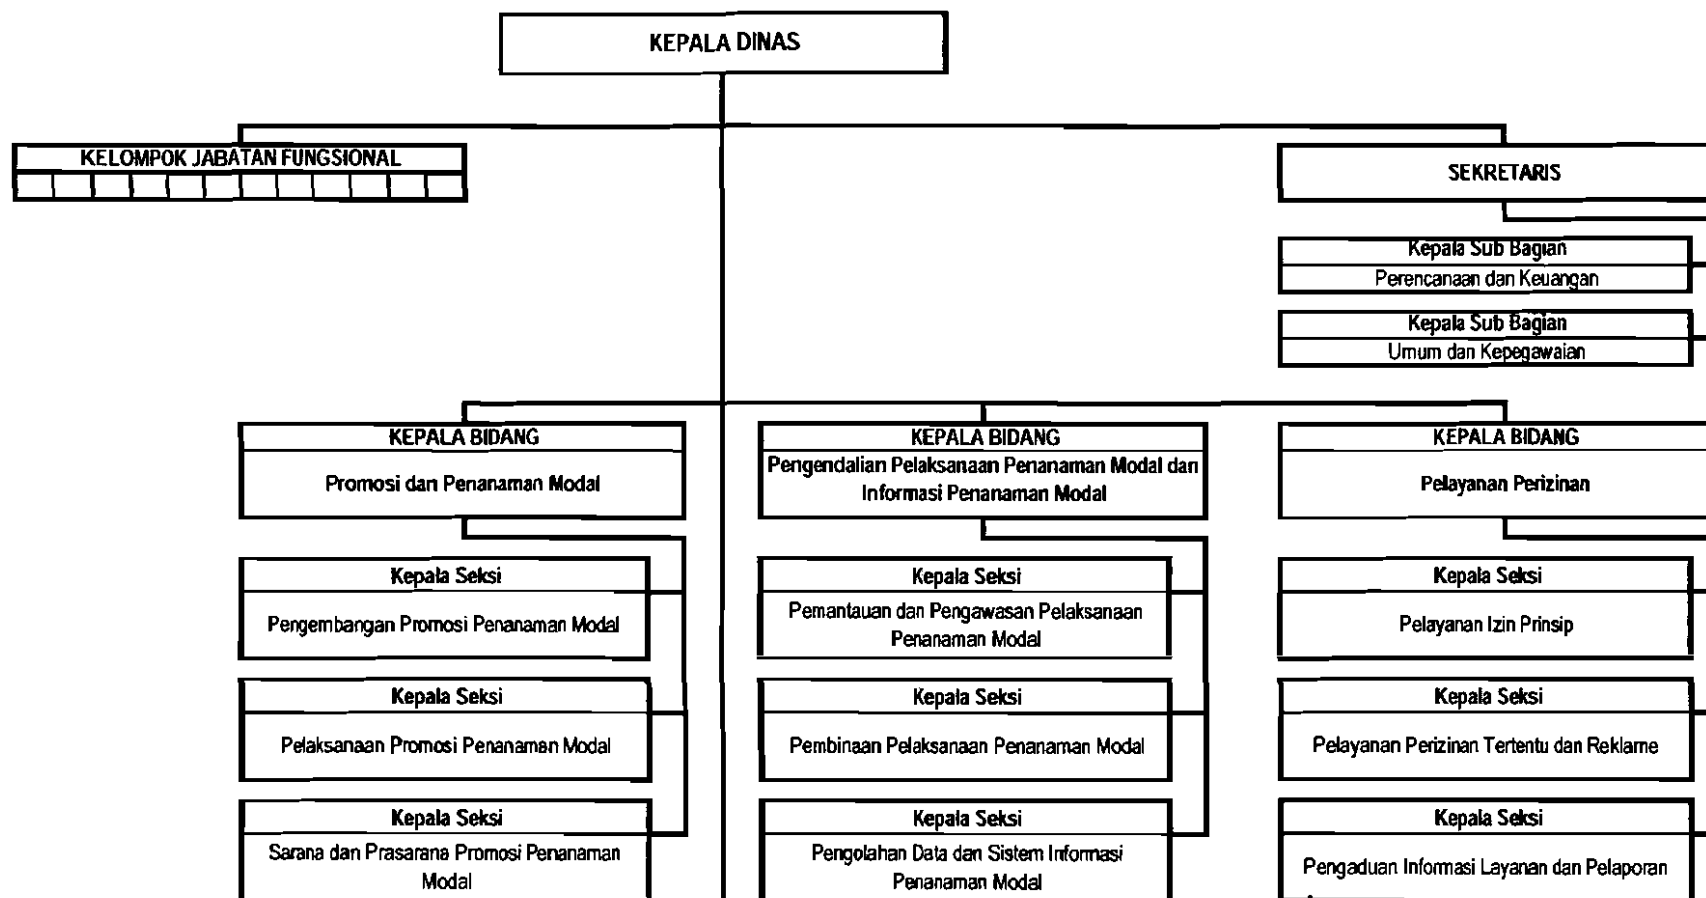 KEPALA DINAS
KELOMPOK JABATAN FUNGSIONAL
SEKRETARIS
Kepala Sub Bagian
Perencanaan dan Keuangan
Kepala Sub Bagian
Umum dan Kepegawaian
KEPALA BIDANG
Promosi dan Penanaman Modal
KEPALA BIDANG
Pengendalian Pelaksanaan Penanaman Modal dan
Informasi Penanaman Modal
KEPALA BIDANG
Pelayanan Perizinan
Kepala Seksi
Pengembangan Promosi Penanaman Modal
Kepala Seksi
Pemantauan dan Pengawasan Pelaksanaan
Penanaman Modal
Kepala Seksi
Pelayanan Izin Prinsip
Kepala Seksi
Pelaksanaan Promosi Penanaman Modal
Kepala Seksi
Pembinaan Pelaksanaan Penanaman Modal
Kepala Seksi
Pelayanan Perizinan Tertentu dan Reklame
Kepala Seksi
Sarana dan Prasarana Promosi Penanaman
Modal
Kepala Seksi
Pengolahan Data dan Sistem Informasi
Penanaman Modal
Kepala Seksi
Pengaduan Informasi Layanan dan Pelaporan